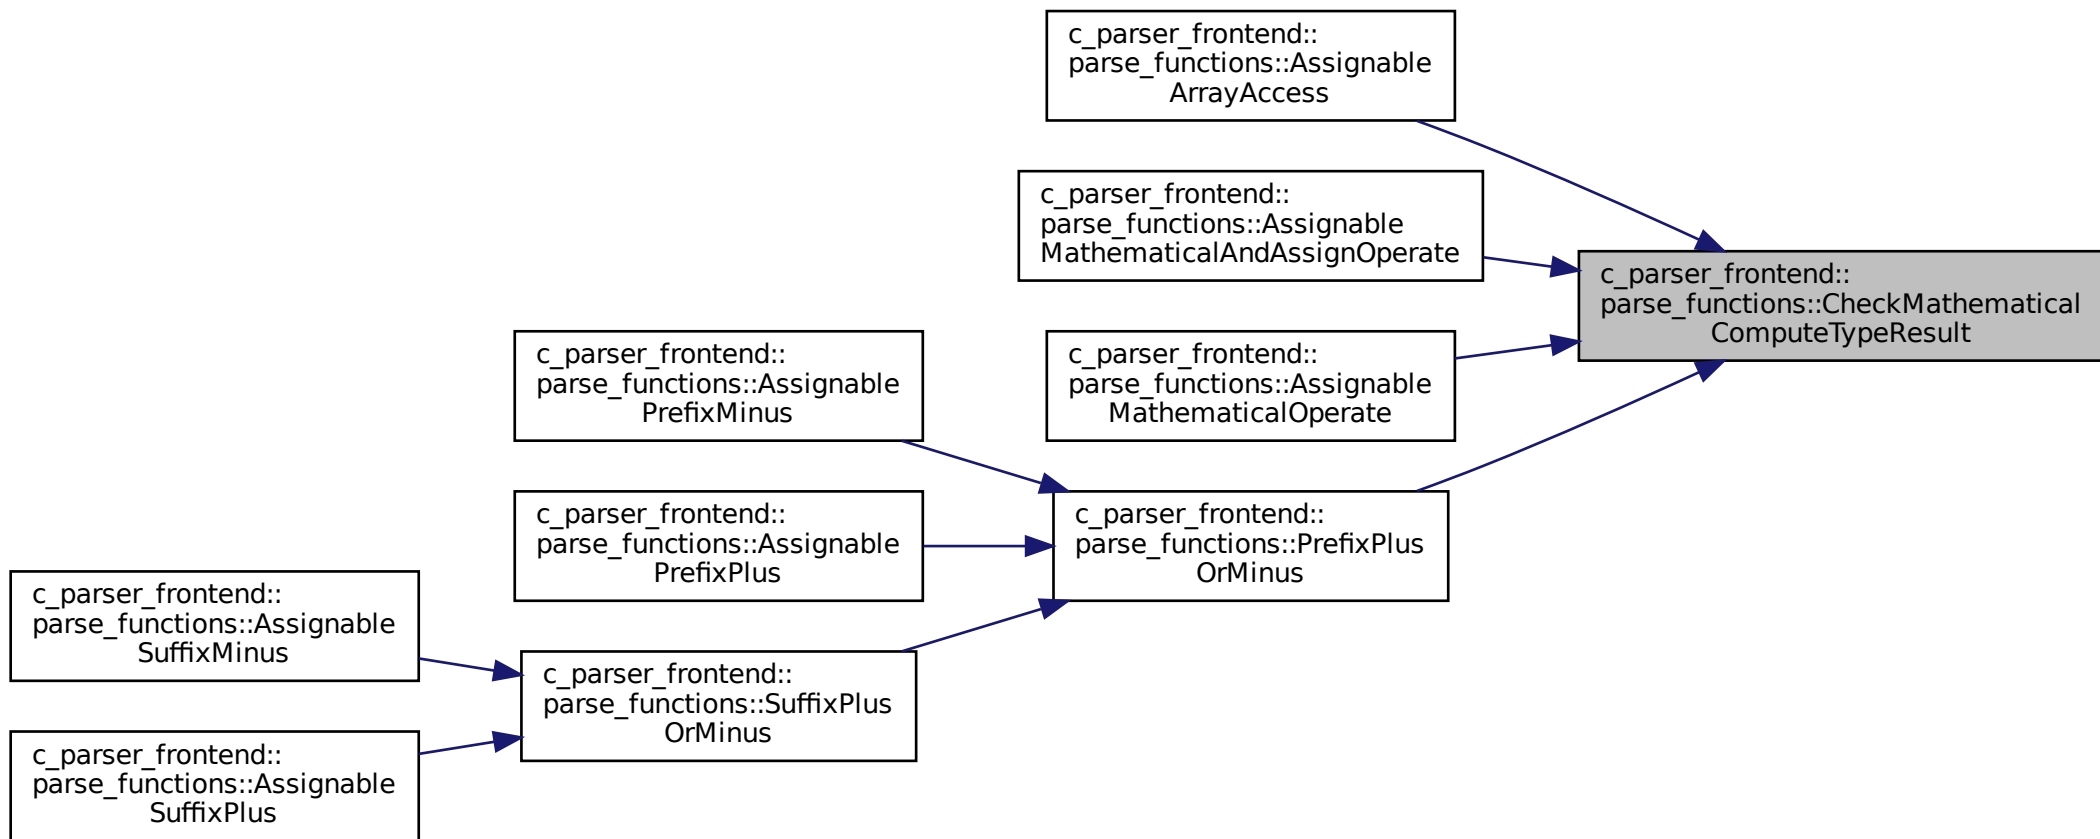 c_parser_frontend::
parse_functions::Assignable
ArrayAccess
c_parser_frontend::
parse_functions::Assignable
MathematicalAndAssignOperate
c_parser_frontend::
parse_functions::CheckMathematical
ComputeTypeResult
c_parser_frontend::
parse_functions::Assignable
PrefixMinus
c_parser_frontend::
parse_functions::Assignable
MathematicalOperate
c_parser_frontend::
parse_functions::Assignable
PrefixPlus
c_parser_frontend::
parse_functions::PrefixPlus
OrMinus
c_parser_frontend::
parse_functions::Assignable
SuffixMinus
c_parser_frontend::
parse_functions::SuffixPlus
OrMinus
c_parser_frontend::
parse_functions::Assignable
SuffixPlus